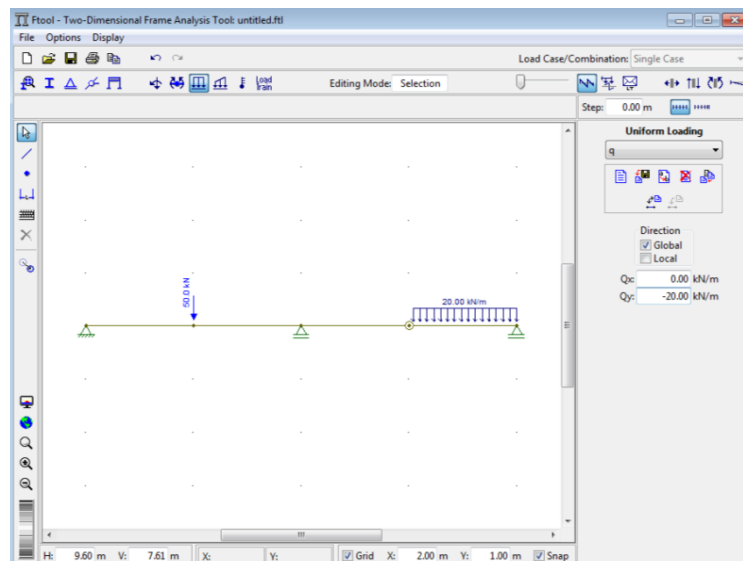 Ftool - Two-Dimensional Frame Analysis Tool: untitled.ftl
File Options Display
Load Case/Combination: Single Case
Load Train
Editing Mode: Selection
Step: 0.00 m
Uniform Loading
q
Direction
Global
Local
Qx: 0.00 kN/m
Qy: -20.00 kN/m
50.0 kN
20.00 kN/m
H: 9.60 m V: 7.61 m X: Y: Grid X: 2.00 m Y: 1.00 m Snap